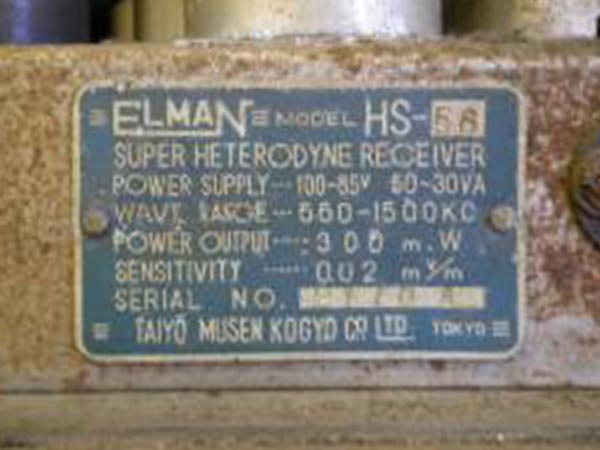 ELMAN MODEL HS-
SUPER HETERODYNE RECEIVER
POWER SUPPLY 100~85V 50~30VA
WAVE RANGE 550-1500KC
POWER OUTPUT 300 m.W
SENSITIVITY 0.02 mV/m
SERIAL NO.
TAIYO MUSEN KOGYO CO LTD. TOKYO